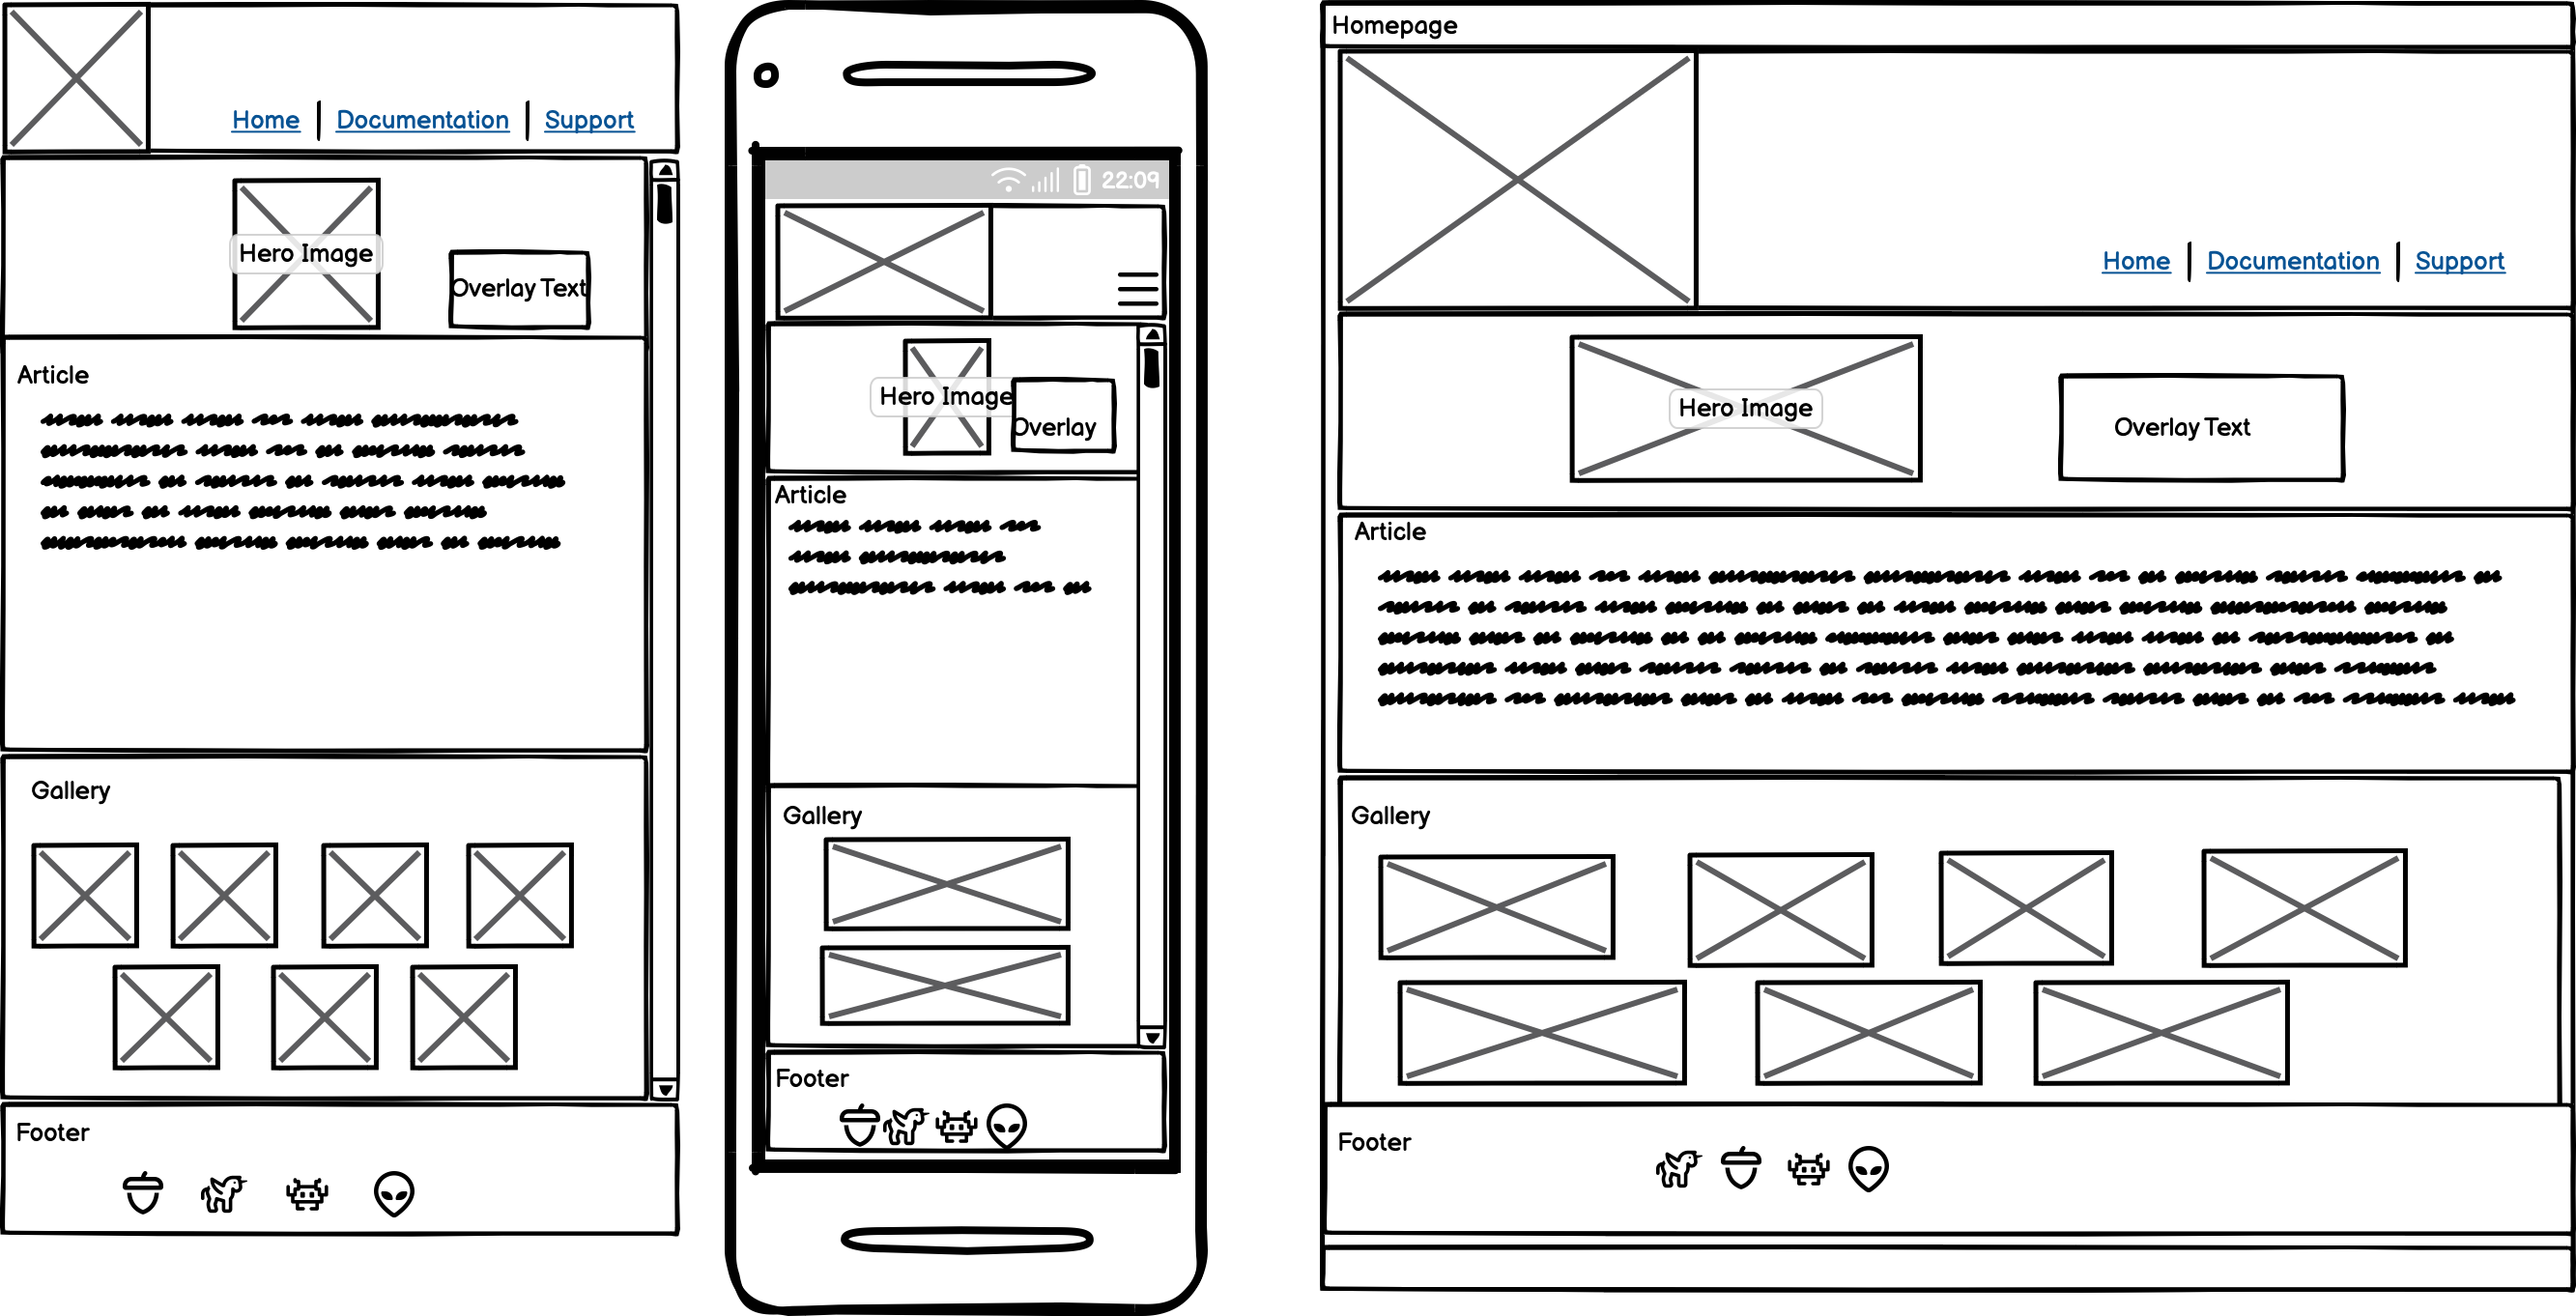 Home Documentation Support
Hero Image
Overlay Text
Article
Gallery
Footer
22:09
Hero Image
Overlay
Article
Gallery
Footer
Homepage
Home Documentation Support
Hero Image
Overlay Text
Article
Gallery
Footer